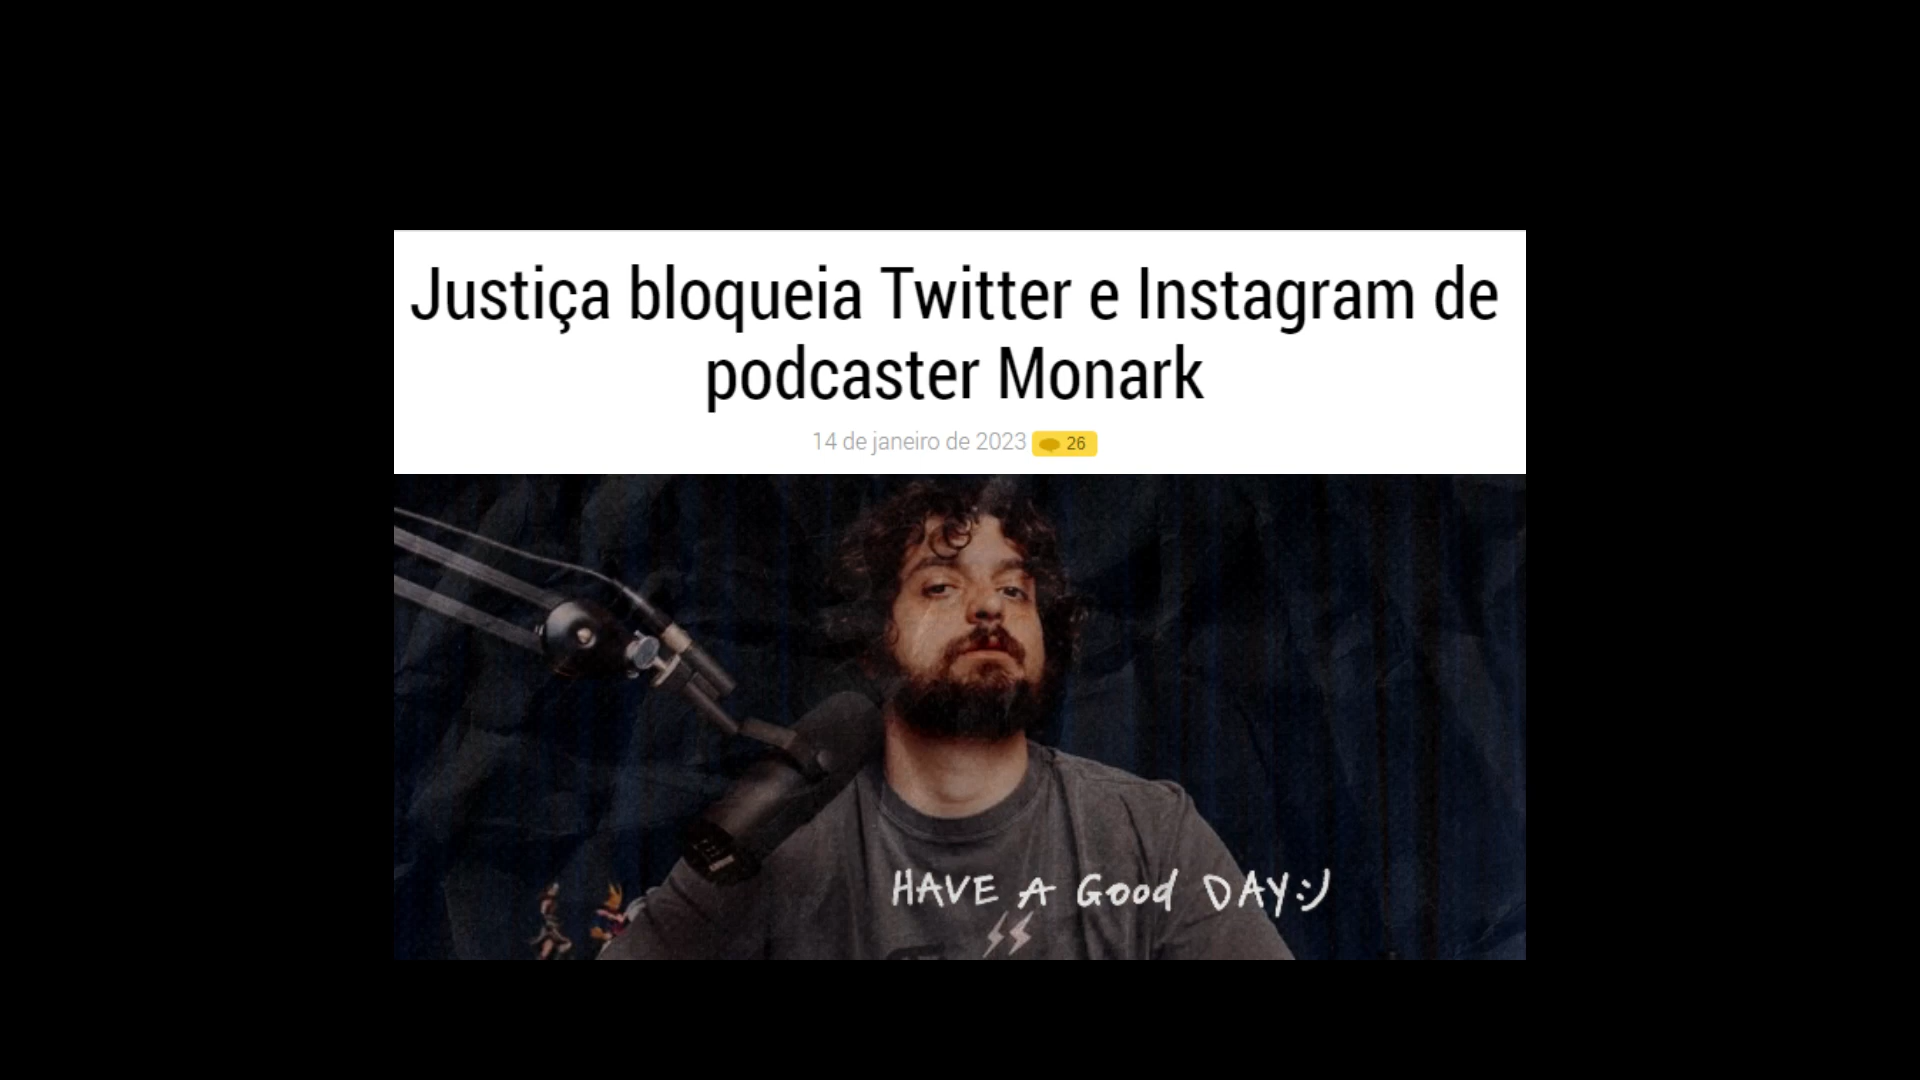 Justiça bloqueia Twitter e Instagram de
podcaster Monark
14 de janeiro de 2023 26
HAVE A Good DAY:)